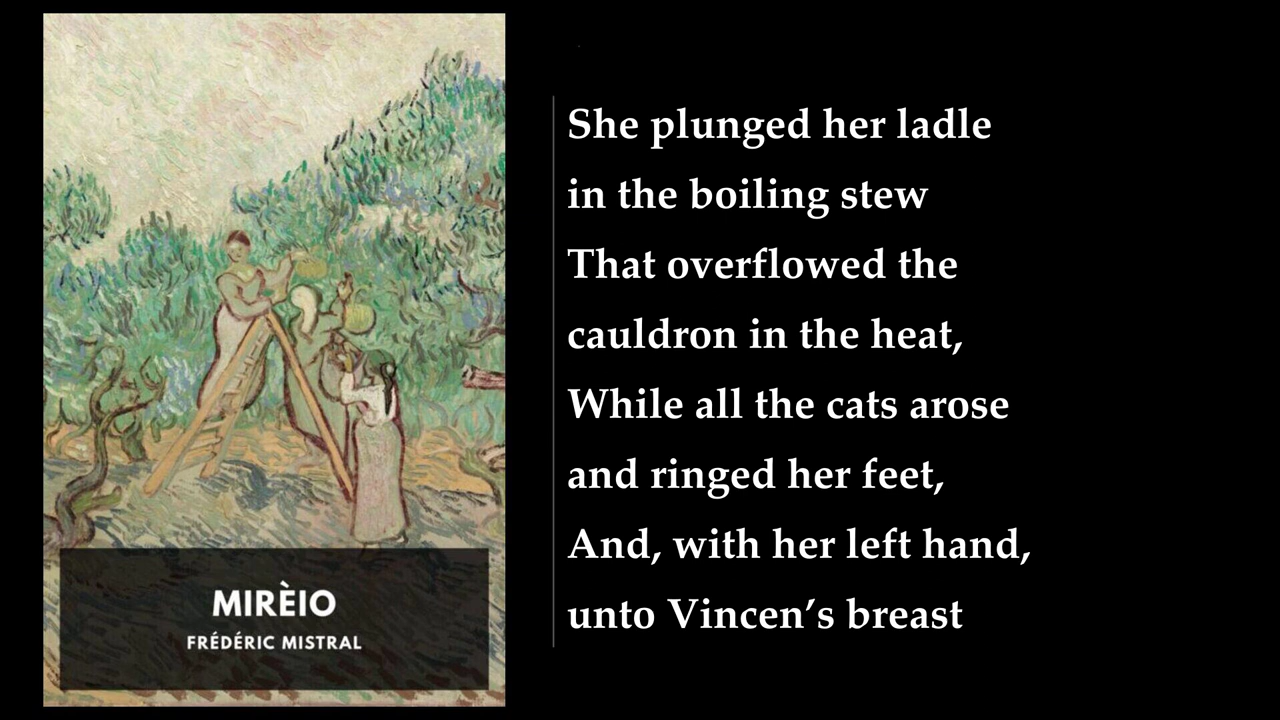 MIRÈIO
FRÉDÉRIC MISTRAL
She plunged her ladle
in the boiling stew
That overflowed the
cauldron in the heat,
While all the cats arose
and ringed her feet,
And, with her left hand,
unto Vincen’s breast